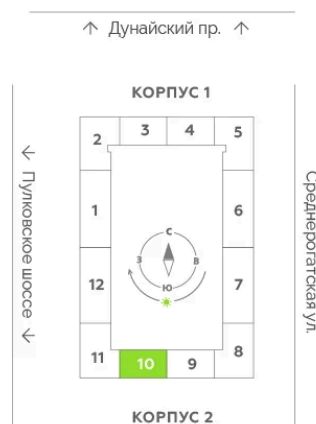 ↑ Дунайский пр. ↑
КОРПУС 1
2 3 4 5
← Пулковское шоссе ←
Среднерогатская ул.
1 6
С
З В
Ю
12 7
11 10 9 8
КОРПУС 2